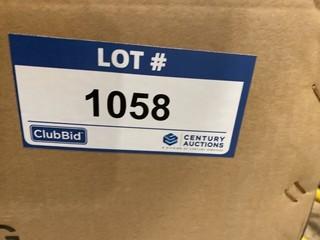 LOT #
1058
ClubBid
CENTURY
AUCTIONS